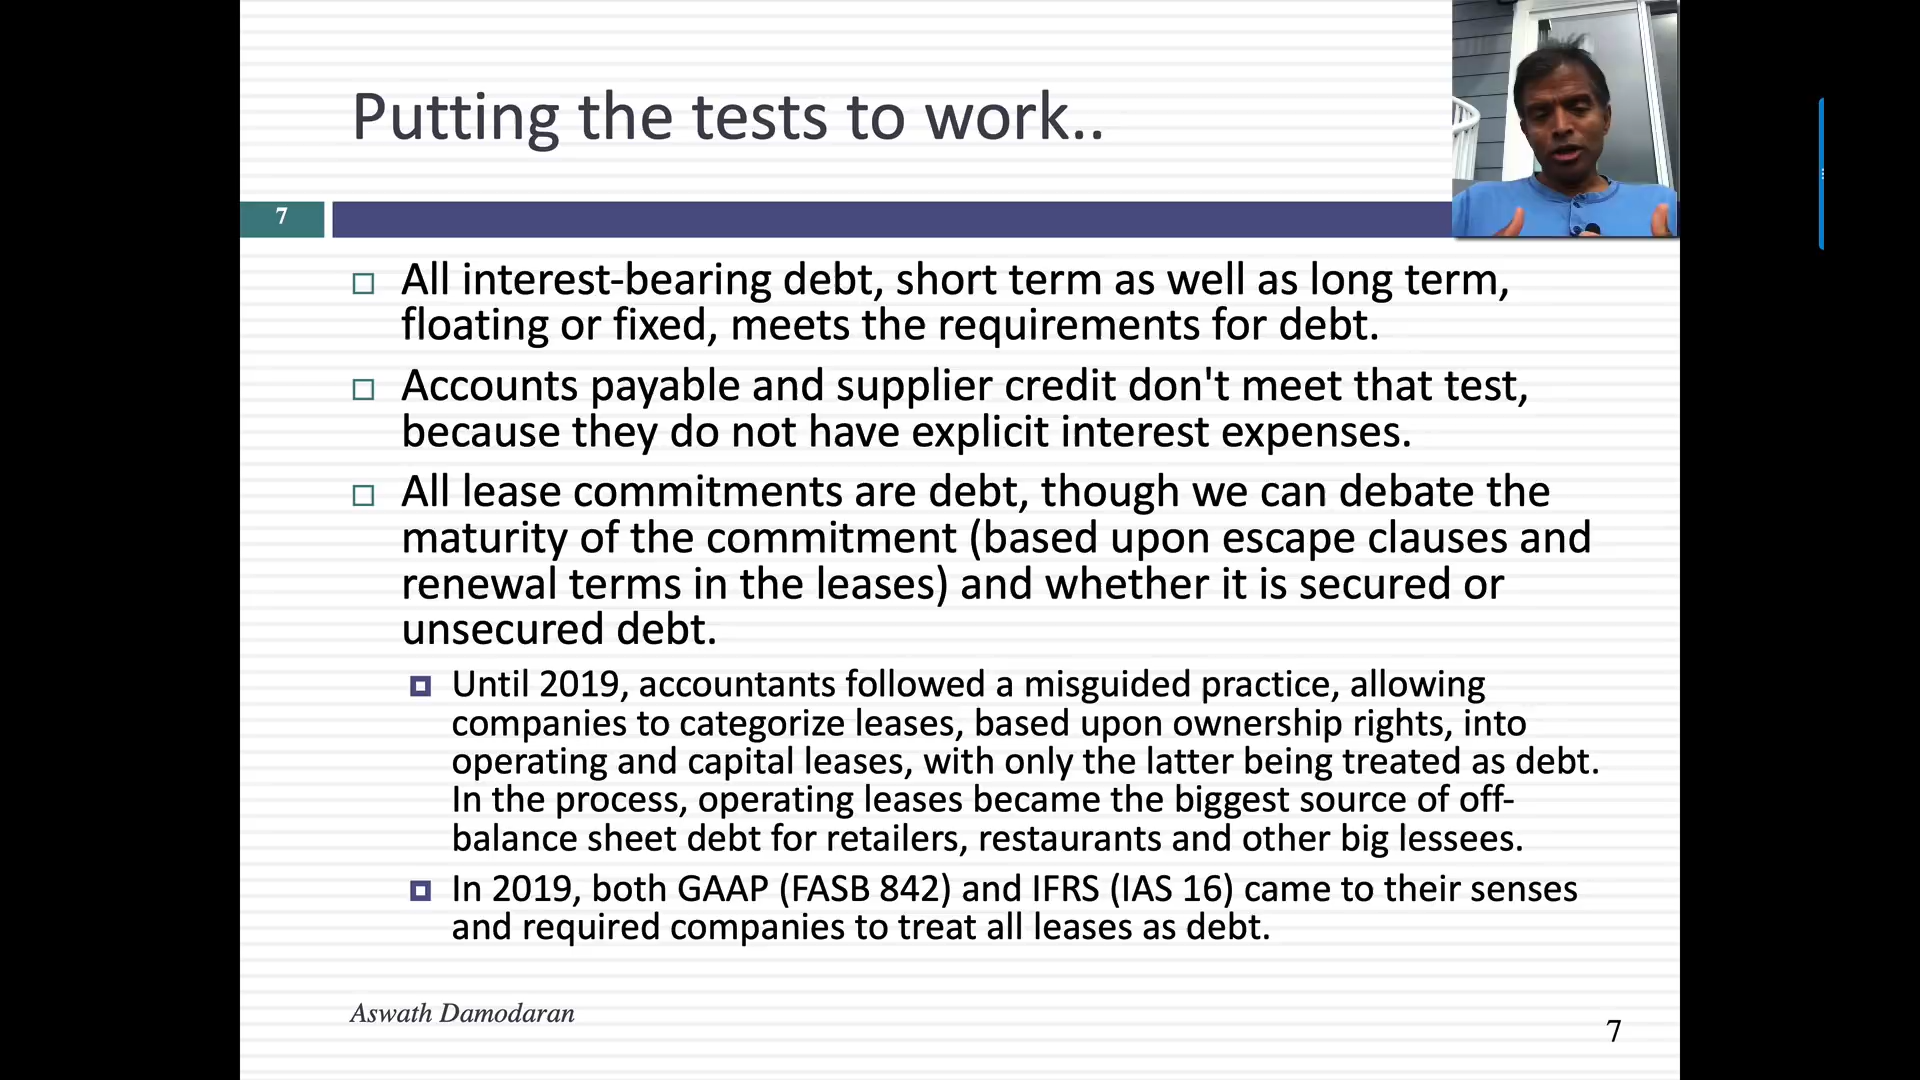 Putting the tests to work..
7
All interest-bearing debt, short term as well as long term,
floating or fixed, meets the requirements for debt.
Accounts payable and supplier credit don't meet that test,
because they do not have explicit interest expenses.
All lease commitments are debt, though we can debate the
maturity of the commitment (based upon escape clauses and
renewal terms in the leases) and whether it is secured or
unsecured debt.
Until 2019, accountants followed a misguided practice, allowing
companies to categorize leases, based upon ownership rights, into
operating and capital leases, with only the latter being treated as debt.
In the process, operating leases became the biggest source of off-
balance sheet debt for retailers, restaurants and other big lessees.
In 2019, both GAAP (FASB 842) and IFRS (IAS 16) came to their senses
and required companies to treat all leases as debt.
Aswath Damodaran
7